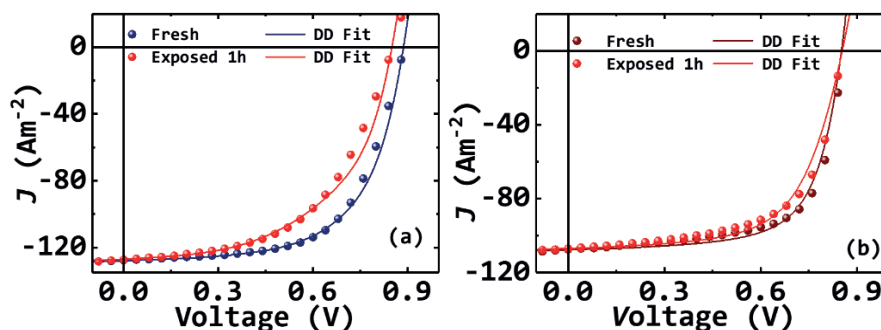 0
-40
-80
-120
J (Am-2)
Fresh DD Fit
Exposed 1h DD Fit
(a)
0.0 0.3 0.6 0.9
Voltage (V)
0
-40
-80
-120
J (Am-2)
Fresh DD Fit
Exposed 1h DD Fit
(b)
0.0 0.3 0.6 0.9
Voltage (V)